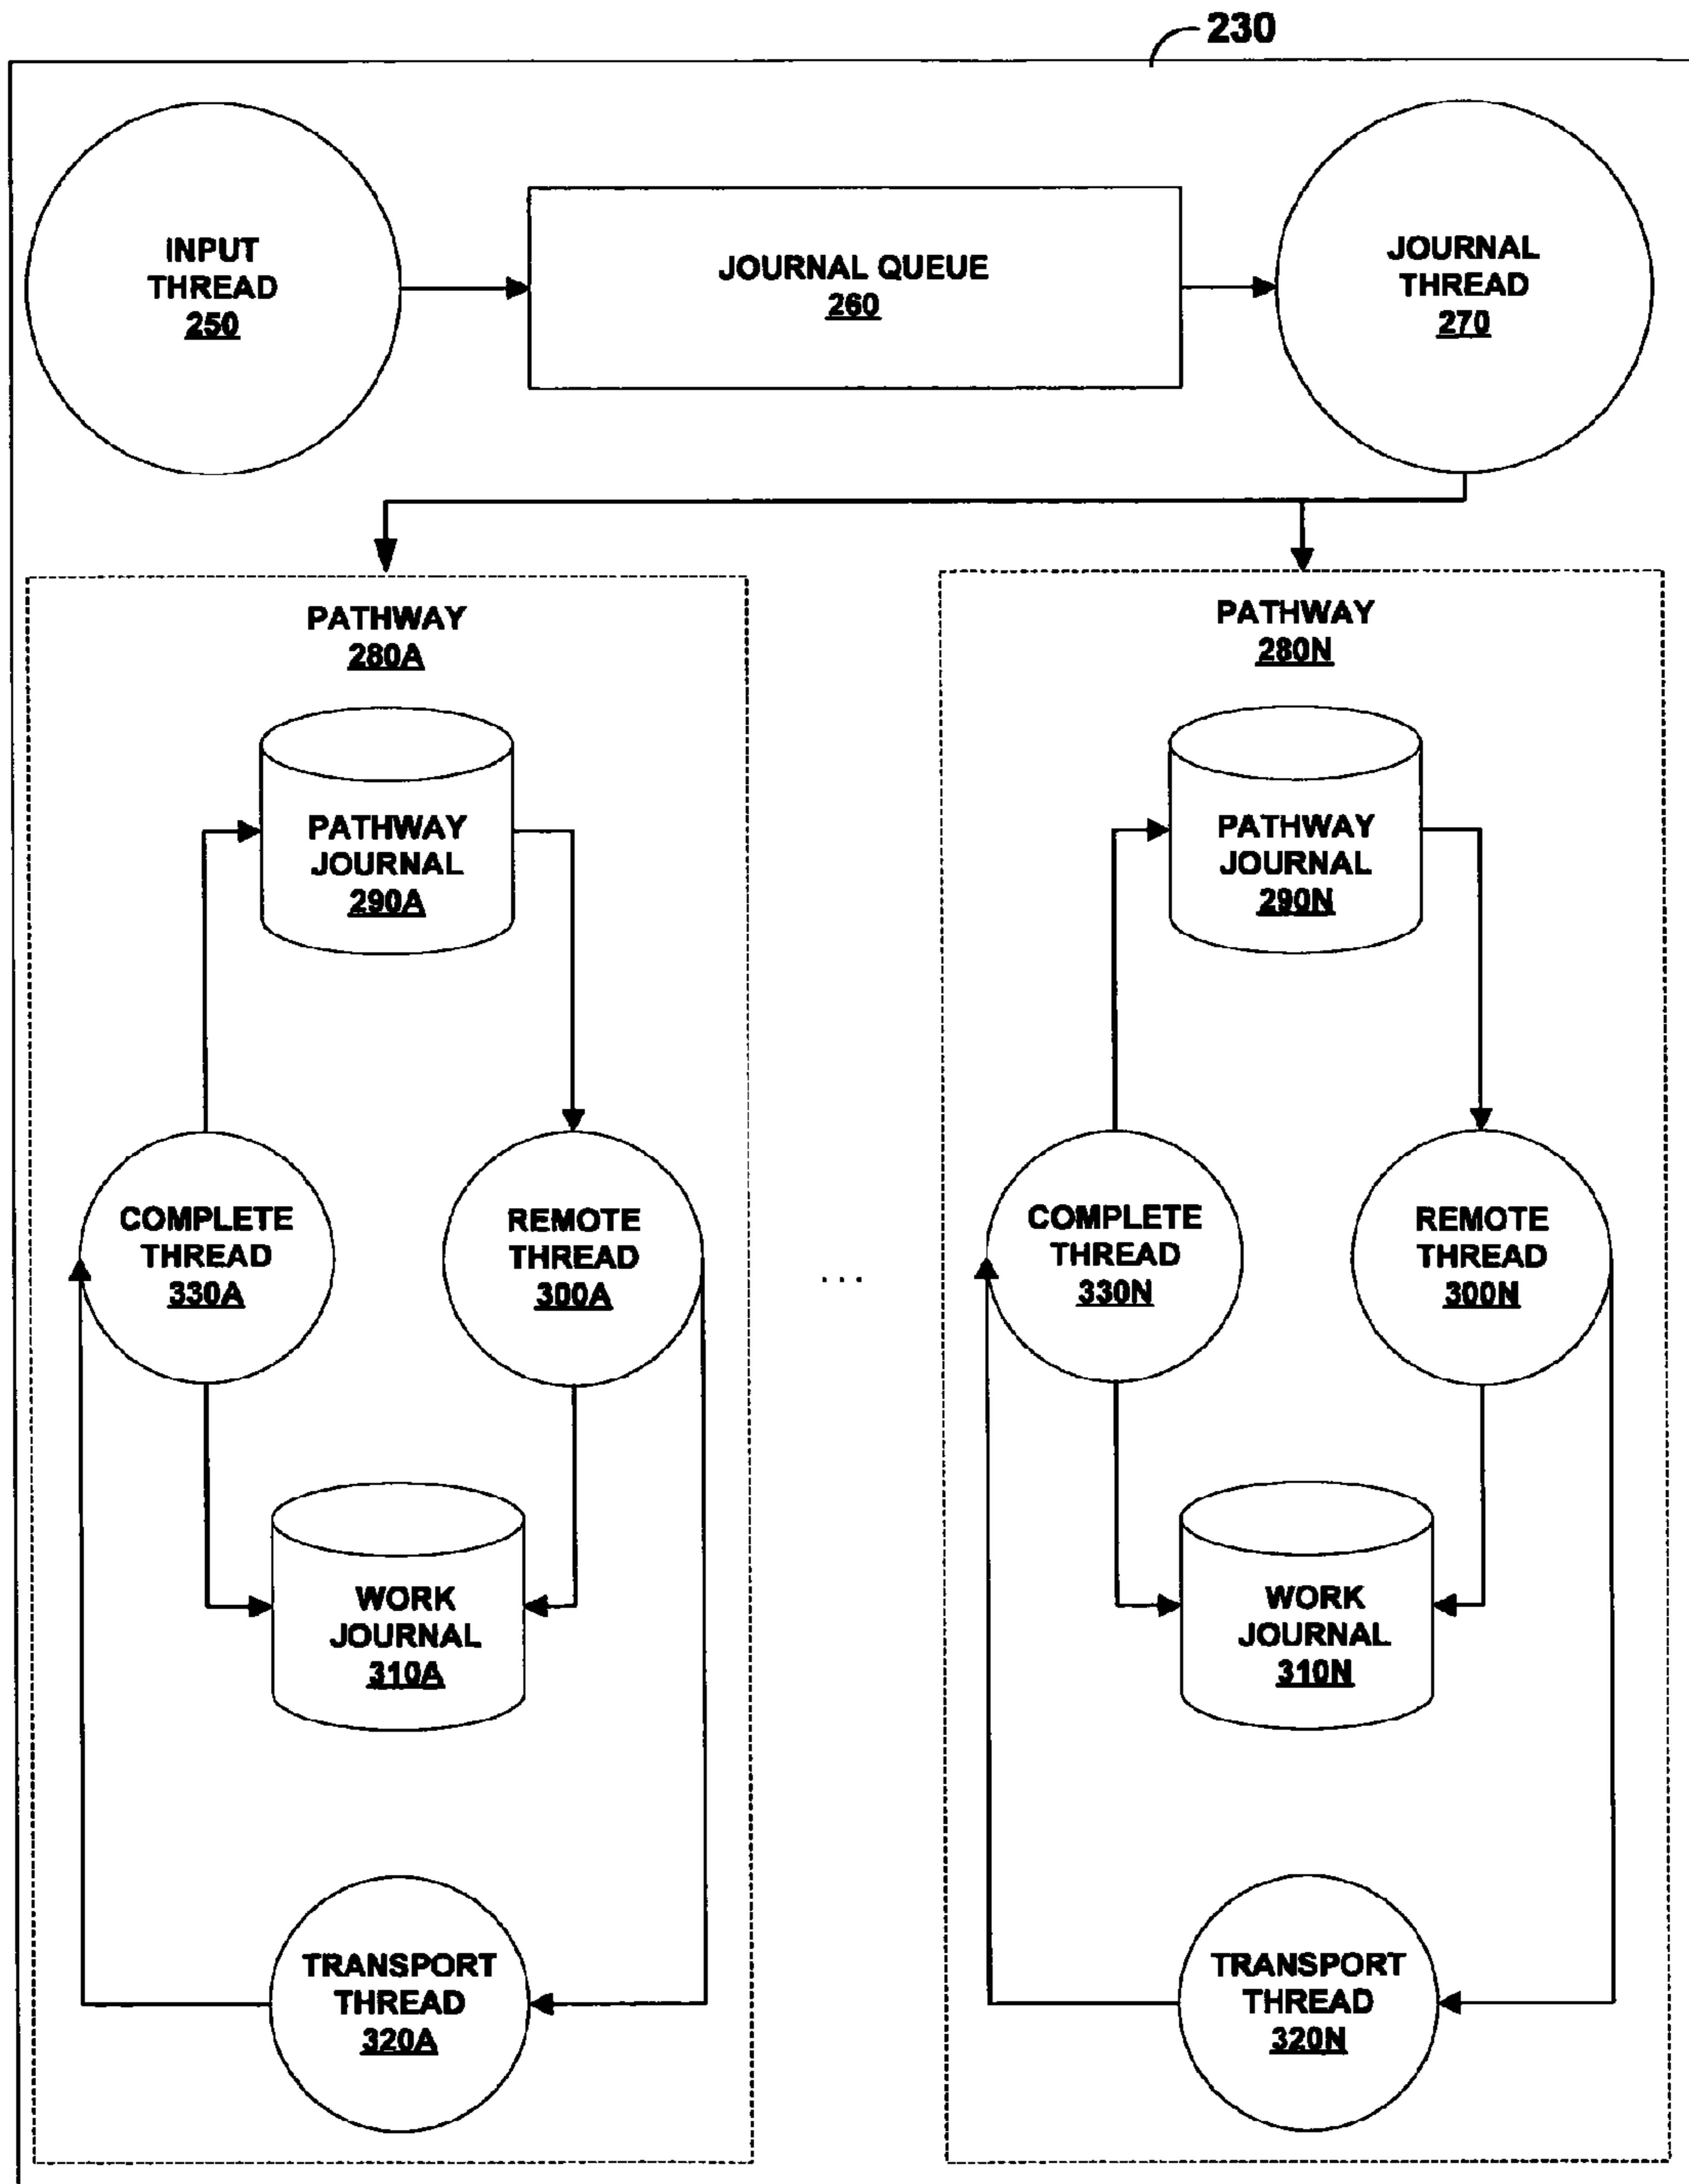 230
INPUT
THREAD
250
JOURNAL QUEUE
260
JOURNAL
THREAD
270
PATHWAY
280A
PATHWAY
JOURNAL
290A
COMPLETE
THREAD
330A
REMOTE
THREAD
300A
WORK
JOURNAL
310A
TRANSPORT
THREAD
320A
...
PATHWAY
280N
PATHWAY
JOURNAL
290N
COMPLETE
THREAD
330N
REMOTE
THREAD
300N
WORK
JOURNAL
310N
TRANSPORT
THREAD
320N